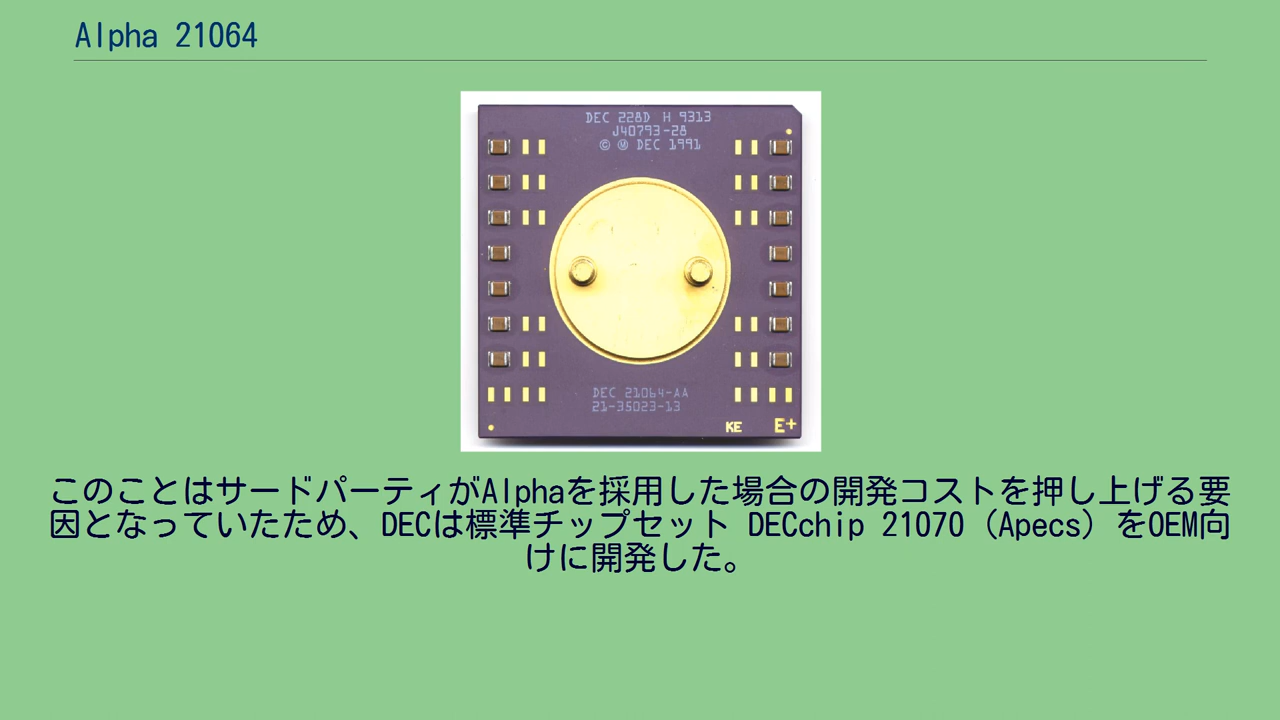 Alpha 21064
DEC 228D H 9313
J40793-28
© Ⓜ DEC 1991
DEC 21064-AA
21-35023-13
KE E+
このことはサードパーティがAlphaを採用した場合の開発コストを押し上げる要
因となっていたため、DECは標準チップセット DECchip 21070（Apecs）をOEM向
けに開発した。